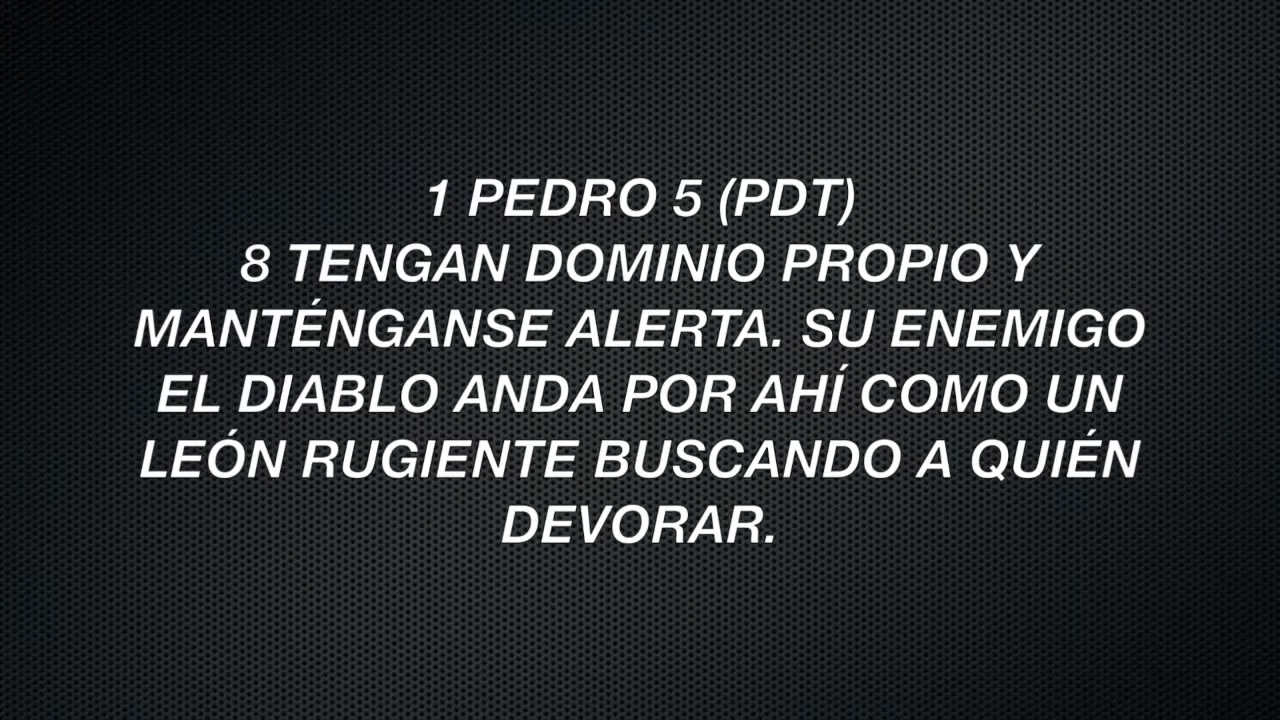 1 PEDRO 5 (PDT)
8 TENGAN DOMINIO PROPIO Y
MANTÉNGANSE ALERTA. SU ENEMIGO
EL DIABLO ANDA POR AHÍ COMO UN
LEÓN RUGIENTE BUSCANDO A QUIÉN
DEVORAR.